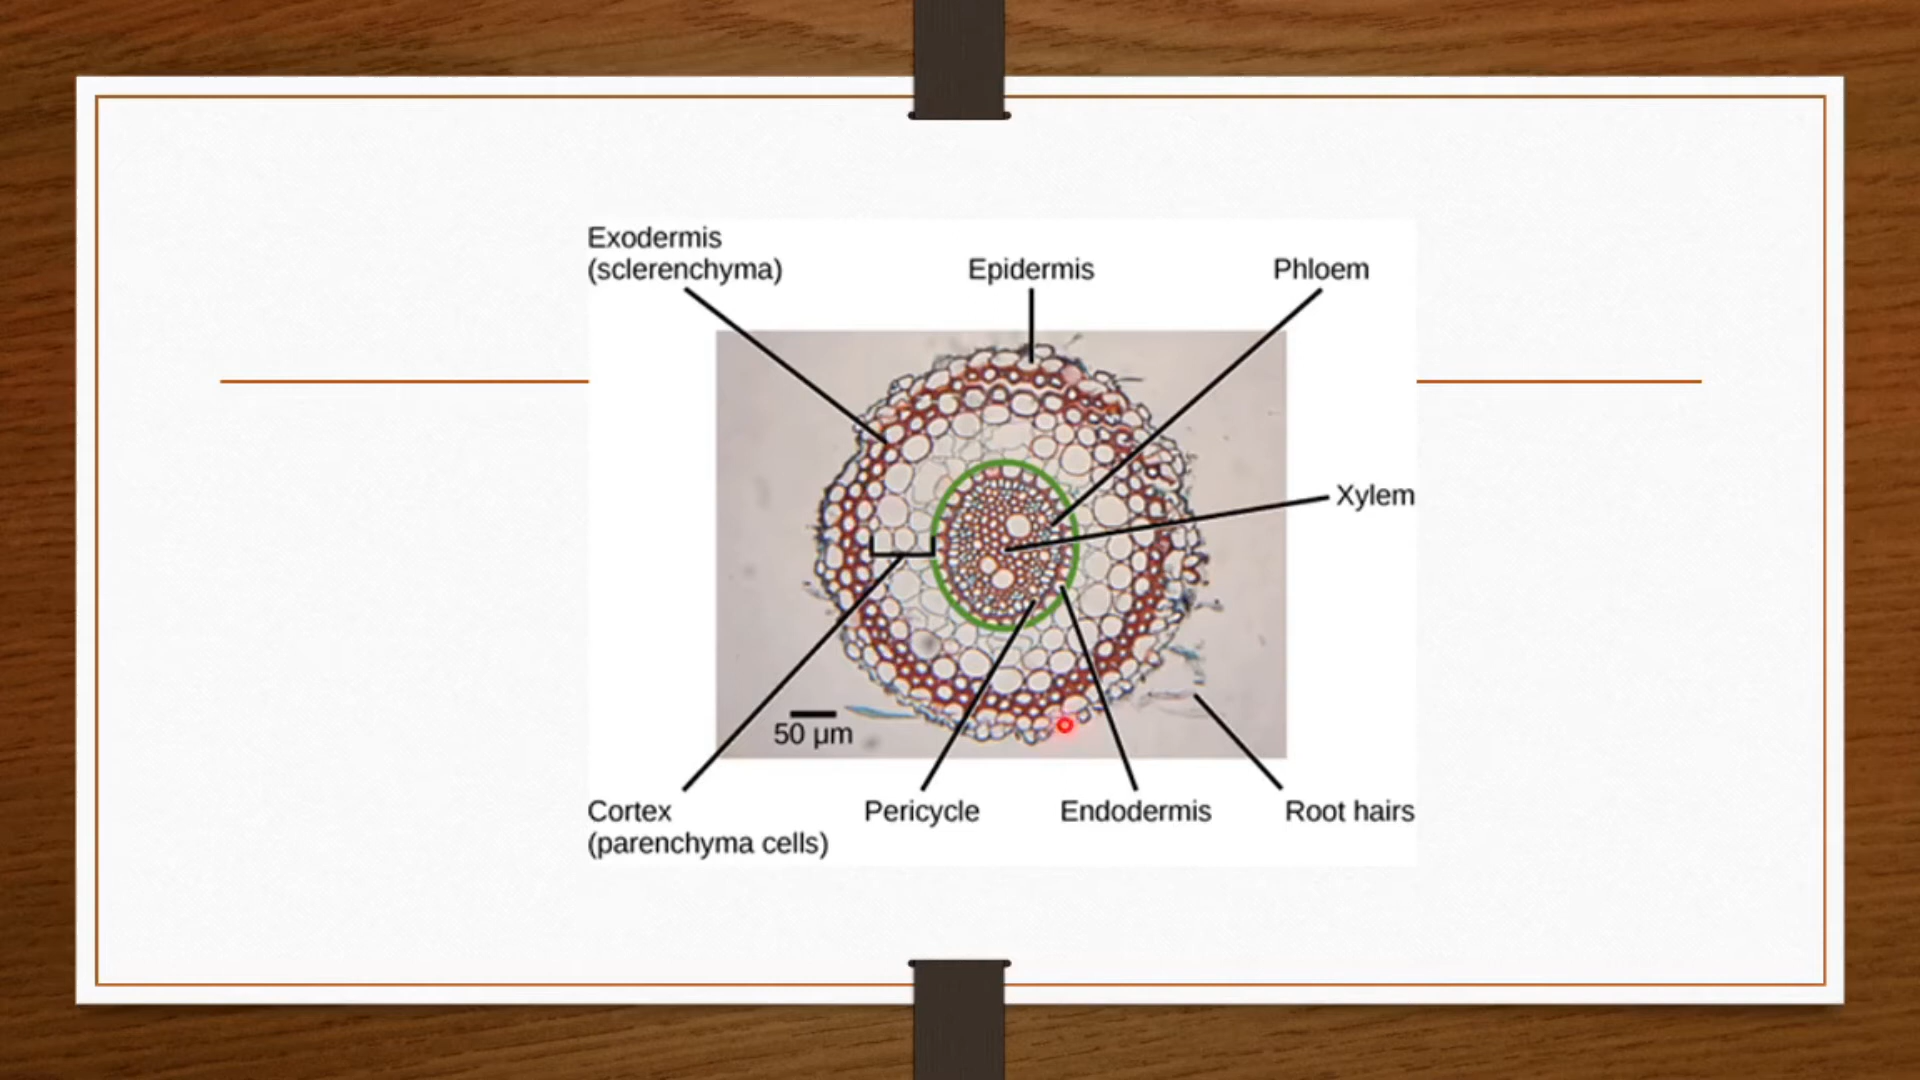 Exodermis
(sclerenchyma)
Epidermis
Phloem
Xylem
50 µm
Cortex
(parenchyma cells)
Pericycle
Endodermis
Root hairs